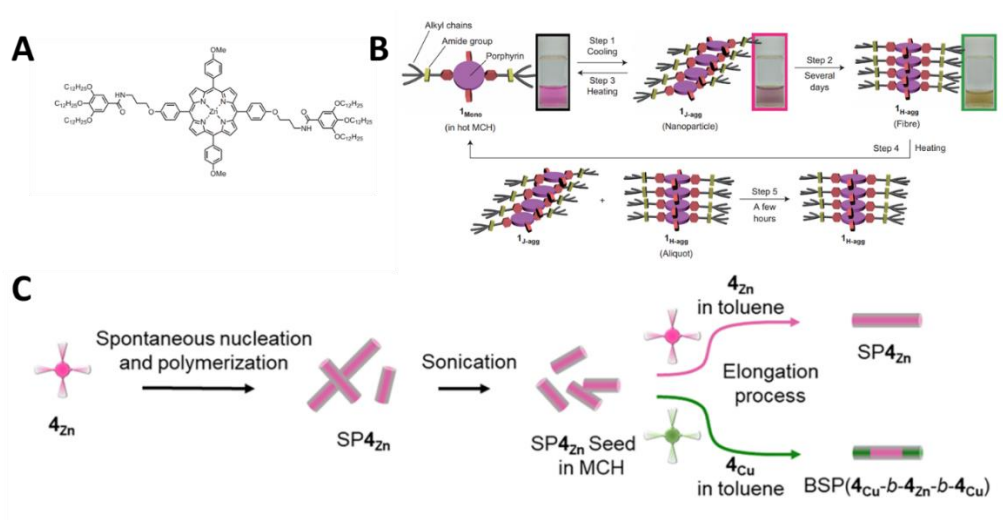 A
OMe
C12H25O
C12H25O
C12H25O
O
N
H
O
N
N
N
N
Zn
O
N
H
O
OC12H25
OC12H25
OC12H25
OMe
B
Alkyl chains
Amide group
Porphyrin
1Mono
(in hot MCH)
Step 1
Cooling
Step 3
Heating
1J-agg
(Nanoparticle)
Step 2
Several
days
1H-agg
(Fibre)
Step 4
Heating
1J-agg
+
1H-agg
(Aliquot)
Step 5
A few
hours
1H-agg
C
4Zn
Spontaneous nucleation
and polymerization
SP4Zn
Sonication
SP4Zn Seed
in MCH
4Zn
in toluene
Elongation
process
4Cu
in toluene
SP4Zn
BSP(4Cu-b-4Zn-b-4Cu)